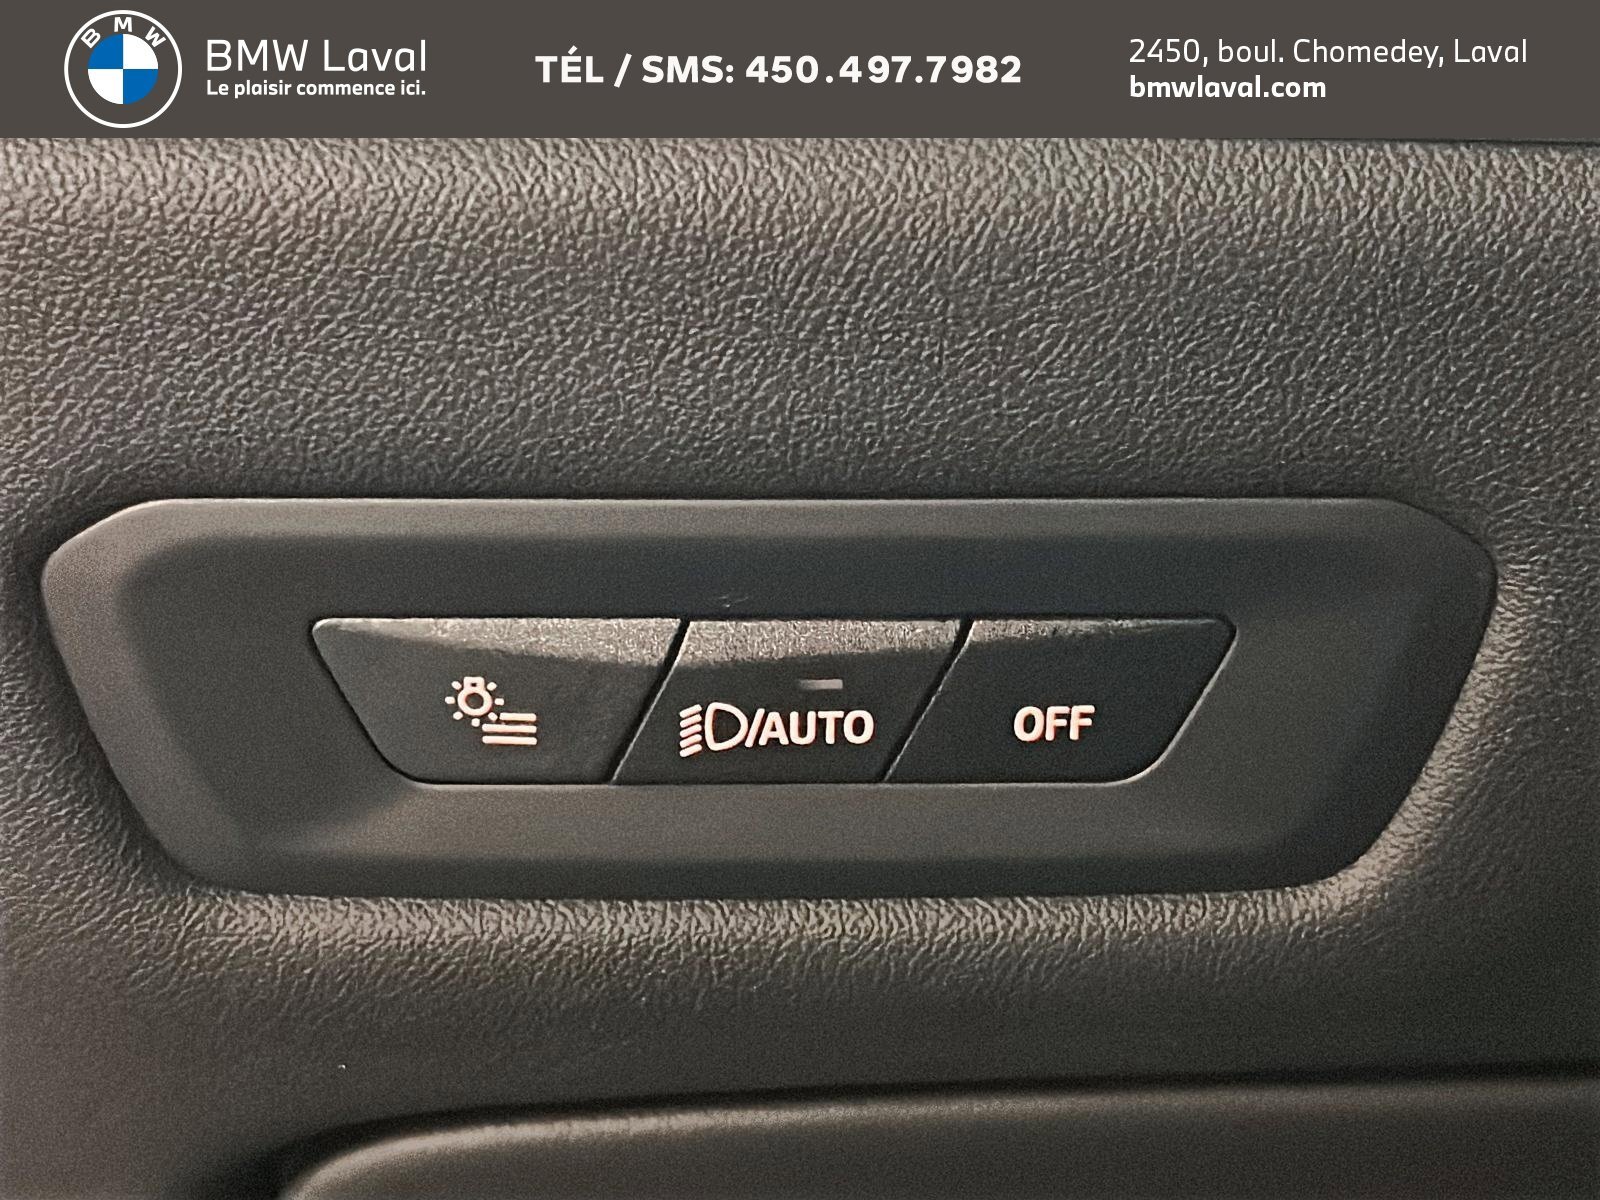 BMW
BMW Laval
Le plaisir commence ici.
TÉL / SMS: 450.497.7982
2450, boul. Chomedey, Laval
bmwlaval.com
/AUTO
OFF